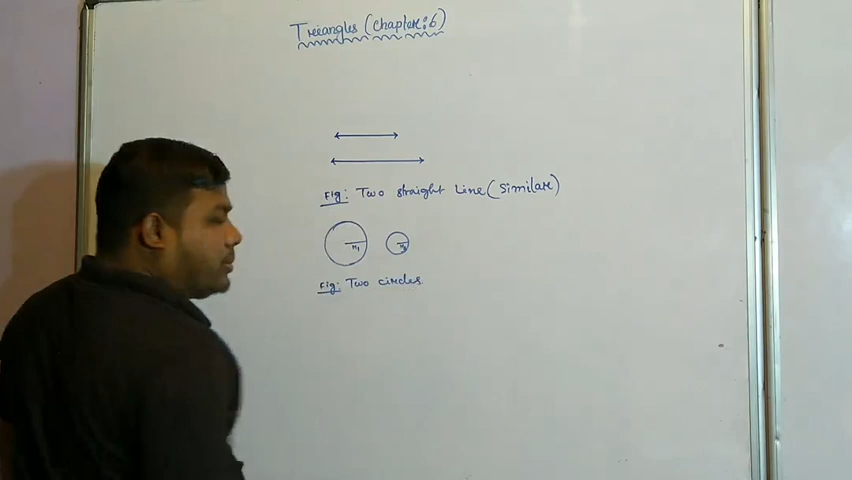 Triangles (Chapter: 6)
Fig: Two straight Line (Similar)
r₁ r₂
Fig: Two circles.